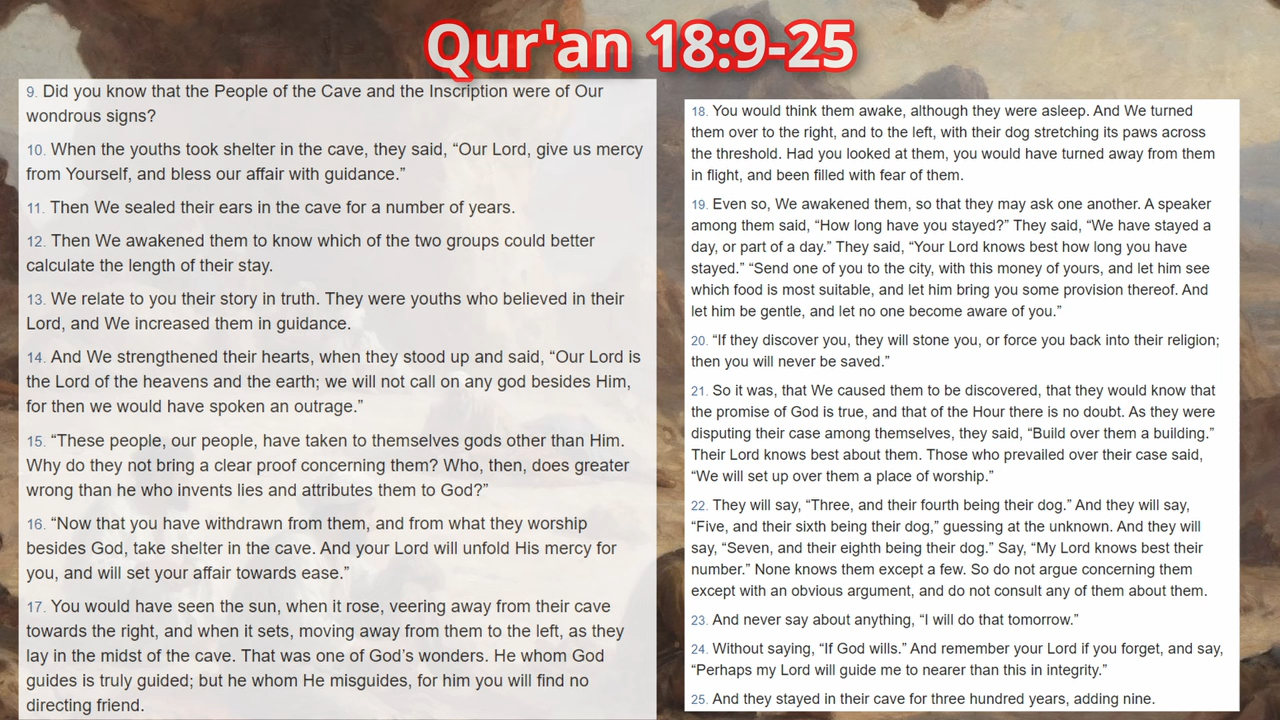 Qur'an 18:9-25
9. Did you know that the People of the Cave and the Inscription were of Our
wondrous signs?
10. When the youths took shelter in the cave, they said, “Our Lord, give us mercy
from Yourself, and bless our affair with guidance.”
11. Then We sealed their ears in the cave for a number of years.
12. Then We awakened them to know which of the two groups could better
calculate the length of their stay.
13. We relate to you their story in truth. They were youths who believed in their
Lord, and We increased them in guidance.
14. And We strengthened their hearts, when they stood up and said, “Our Lord is
the Lord of the heavens and the earth; we will not call on any god besides Him,
for then we would have spoken an outrage.”
15. “These people, our people, have taken to themselves gods other than Him.
Why do they not bring a clear proof concerning them? Who, then, does greater
wrong than he who invents lies and attributes them to God?”
16. “Now that you have withdrawn from them, and from what they worship
besides God, take shelter in the cave. And your Lord will unfold His mercy for
you, and will set your affair towards ease.”
17. You would have seen the sun, when it rose, veering away from their cave
towards the right, and when it sets, moving away from them to the left, as they
lay in the midst of the cave. That was one of God’s wonders. He whom God
guides is truly guided; but he whom He misguides, for him you will find no
directing friend.
18. You would think them awake, although they were asleep. And We turned
them over to the right, and to the left, with their dog stretching its paws across
the threshold. Had you looked at them, you would have turned away from them
in flight, and been filled with fear of them.
19. Even so, We awakened them, so that they may ask one another. A speaker
among them said, “How long have you stayed?” They said, “We have stayed a
day, or part of a day.” They said, “Your Lord knows best how long you have
stayed.” “Send one of you to the city, with this money of yours, and let him see
which food is most suitable, and let him bring you some provision thereof. And
let him be gentle, and let no one become aware of you.”
20. “If they discover you, they will stone you, or force you back into their religion;
then you will never be saved.”
21. So it was, that We caused them to be discovered, that they would know that
the promise of God is true, and that of the Hour there is no doubt. As they were
disputing their case among themselves, they said, “Build over them a building.”
Their Lord knows best about them. Those who prevailed over their case said,
“We will set up over them a place of worship.”
22. They will say, “Three, and their fourth being their dog.” And they will say,
“Five, and their sixth being their dog,” guessing at the unknown. And they will
say, “Seven, and their eighth being their dog.” Say, “My Lord knows best their
number.” None knows them except a few. So do not argue concerning them
except with an obvious argument, and do not consult any of them about them.
23. And never say about anything, “I will do that tomorrow.”
24. Without saying, “If God wills.” And remember your Lord if you forget, and say,
“Perhaps my Lord will guide me to nearer than this in integrity.”
25. And they stayed in their cave for three hundred years, adding nine.